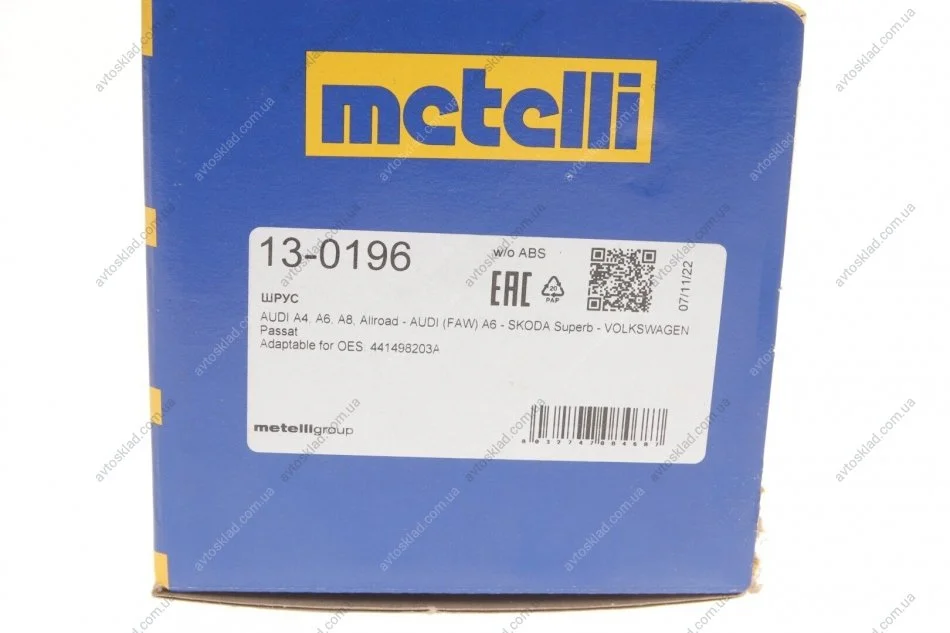 metelli
13-0196
w/o ABS
EAC
20
PAP
07/11/22
ШРУС
AUDI A4, A6, A8, Allroad - AUDI (FAW) A6 - SKODA Superb - VOLKSWAGEN
Passat
Adaptable for OES: 441498203A
metelligroup
avtosklad.com.ua